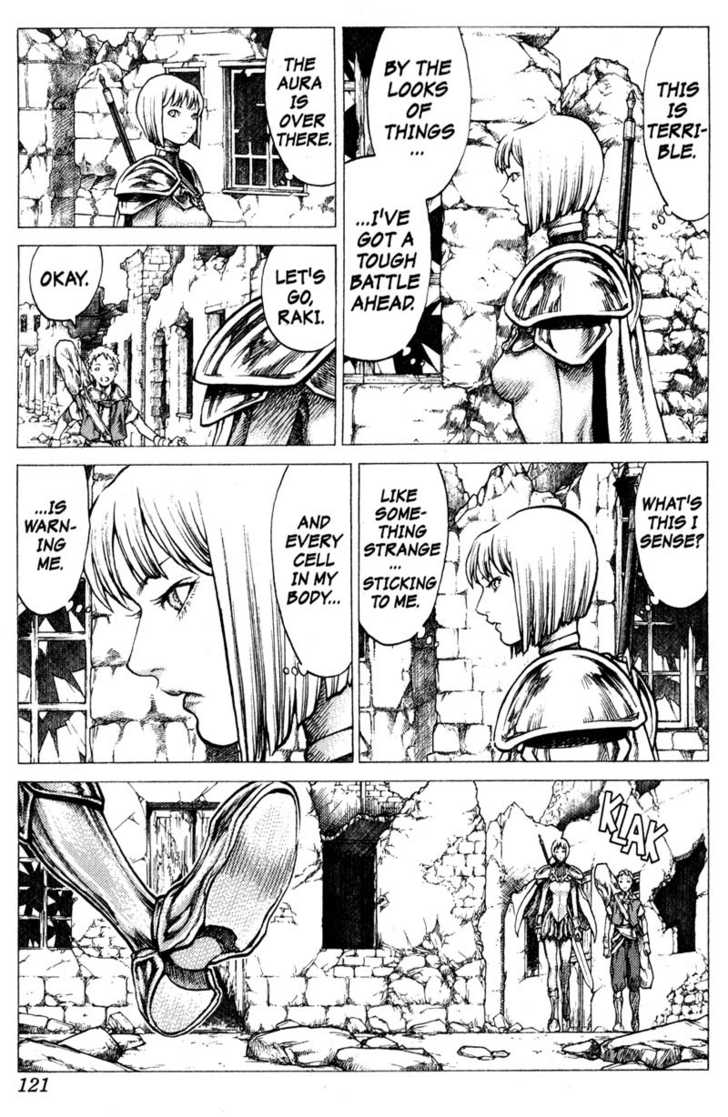 THIS
IS
TERRI-
BLE.
BY THE
LOOKS
OF
THINGS
...
...I'VE
GOT A
TOUGH
BATTLE
AHEAD.
THE
AURA
IS
OVER
THERE.
LET'S
GO,
RAKI.
OKAY.
WHAT'S
THIS I
SENSE?
LIKE
SOME-
THING
STRANGE
...
STICKING
TO ME.
AND
EVERY
CELL
IN MY
BODY...
...IS
WARN-
ING
ME.
KLAK
121